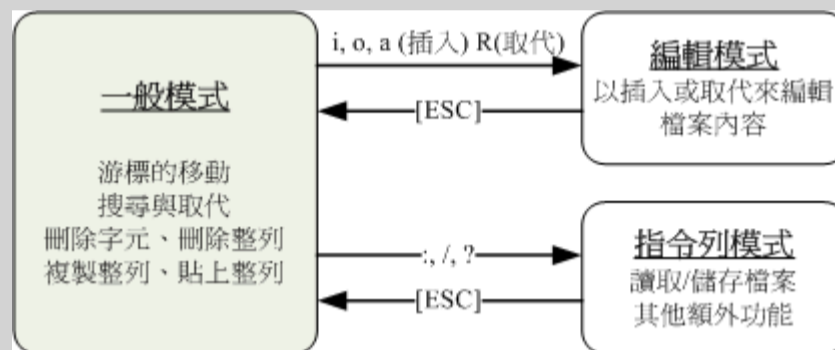 一般模式
游標的移動
搜尋與取代
刪除字元、刪除整列
複製整列、貼上整列
i, o, a (插入) R(取代)
[ESC]
編輯模式
以插入或取代來編輯
檔案內容
:, /, ?
[ESC]
指令列模式
讀取/儲存檔案
其他額外功能